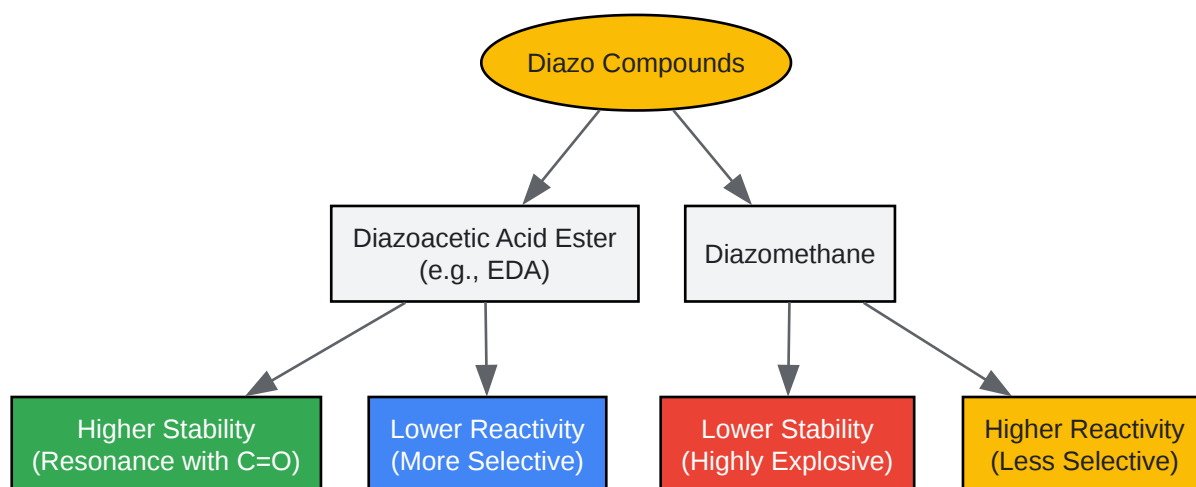 Diazo Compounds
Diazoacetic Acid Ester
(e.g., EDA)
Diazomethane
Higher Stability
(Resonance with C=O)
Lower Reactivity
(More Selective)
Lower Stability
(Highly Explosive)
Higher Reactivity
(Less Selective)